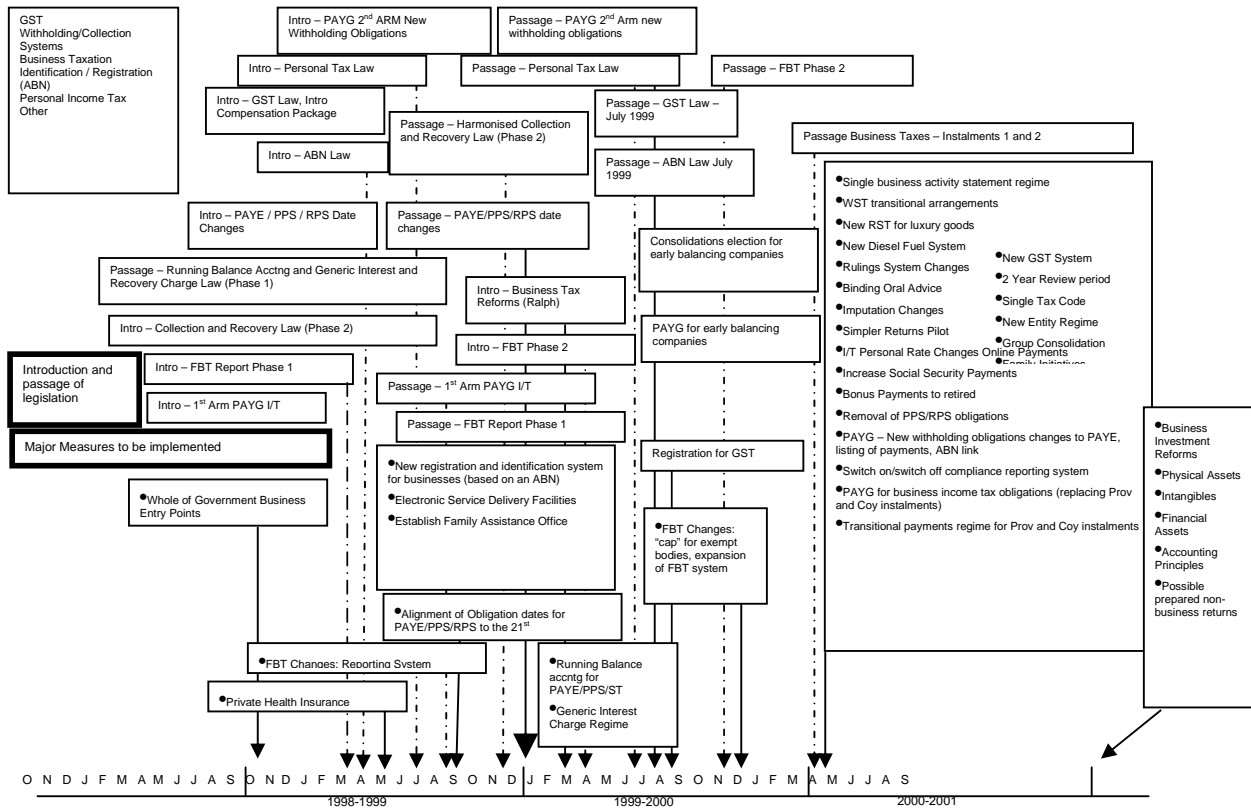 GST
Withholding/Collection
Systems
Business Taxation
Identification / Registration
(ABN)
Personal Income Tax
Other
Intro – PAYG 2nd ARM New
Withholding Obligations
Passage – PAYG 2nd Arm new
withholding obligations
Intro – Personal Tax Law
Passage – Personal Tax Law
Passage – FBT Phase 2
Intro – GST Law, Intro
Compensation Package
Passage – GST Law –
July 1999
Passage – Harmonised Collection
and Recovery Law (Phase 2)
Passage Business Taxes – Instalments 1 and 2
Intro – ABN Law
Passage – ABN Law July
1999
Intro – PAYE / PPS / RPS Date
Changes
Passage – PAYE/PPS/RPS date
changes
Consolidations election for
early balancing companies
Passage – Running Balance Acctng and Generic Interest and
Recovery Charge Law (Phase 1)
Intro – Business Tax
Reforms (Ralph)
Intro – Collection and Recovery Law (Phase 2)
PAYG for early balancing
companies
Intro – FBT Phase 2
Introduction and
passage of
legislation
Intro – FBT Report Phase 1
Passage – 1st Arm PAYG I/T
Intro – 1st Arm PAYG I/T
Passage – FBT Report Phase 1
Major Measures to be implemented
Registration for GST
•Single business activity statement regime
•WST transitional arrangements
•New RST for luxury goods
•New Diesel Fuel System
•Rulings System Changes
•Binding Oral Advice
•Imputation Changes
•Simpler Returns Pilot
•I/T Personal Rate Changes Online Payments
•Increase Social Security Payments
•Bonus Payments to retired
•Removal of PPS/RPS obligations
•PAYG – New withholding obligations changes to PAYE,
listing of payments, ABN link
•Switch on/switch off compliance reporting system
•PAYG for business income tax obligations (replacing Prov
and Coy instalments)
•Transitional payments regime for Prov and Coy instalments
•New GST System
•2 Year Review period
•Single Tax Code
•New Entity Regime
•Group Consolidation
•Family Initiatives
•Business
Investment
Reforms
•Physical Assets
•Intangibles
•Financial
Assets
•Accounting
Principles
•Possible
prepared non-
business returns
•New registration and identification system
for businesses (based on an ABN)
•Electronic Service Delivery Facilities
•Establish Family Assistance Office
•Whole of Government Business
Entry Points
•FBT Changes:
“cap” for exempt
bodies, expansion
of FBT system
•Alignment of Obligation dates for
PAYE/PPS/RPS to the 21st
•FBT Changes: Reporting System
•Private Health Insurance
•Running Balance
accntg for
PAYE/PPS/ST
•Generic Interest
Charge Regime
O N D J F M A M J J A S O N D J F M A M J J A S O N D J F M A M J J A S O N D J F M A M J J A S
1998-1999
1999-2000
2000-2001